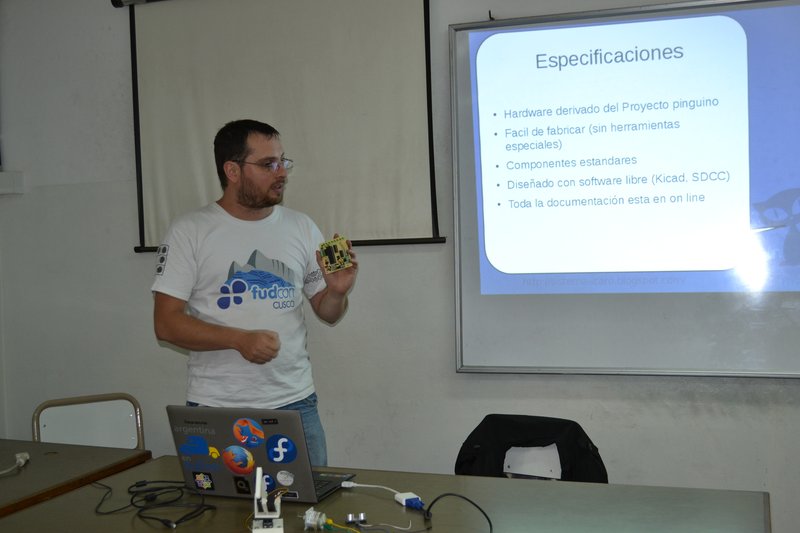 Especificaciones
• Hardware derivado del Proyecto pinguino
• Facil de fabricar (sin herramientas
especiales)
• Componentes estandares
• Diseñado con software libre (Kicad, SDCC)
• Toda la documentación esta en on line
fudcon
CUSCO
argentina
en